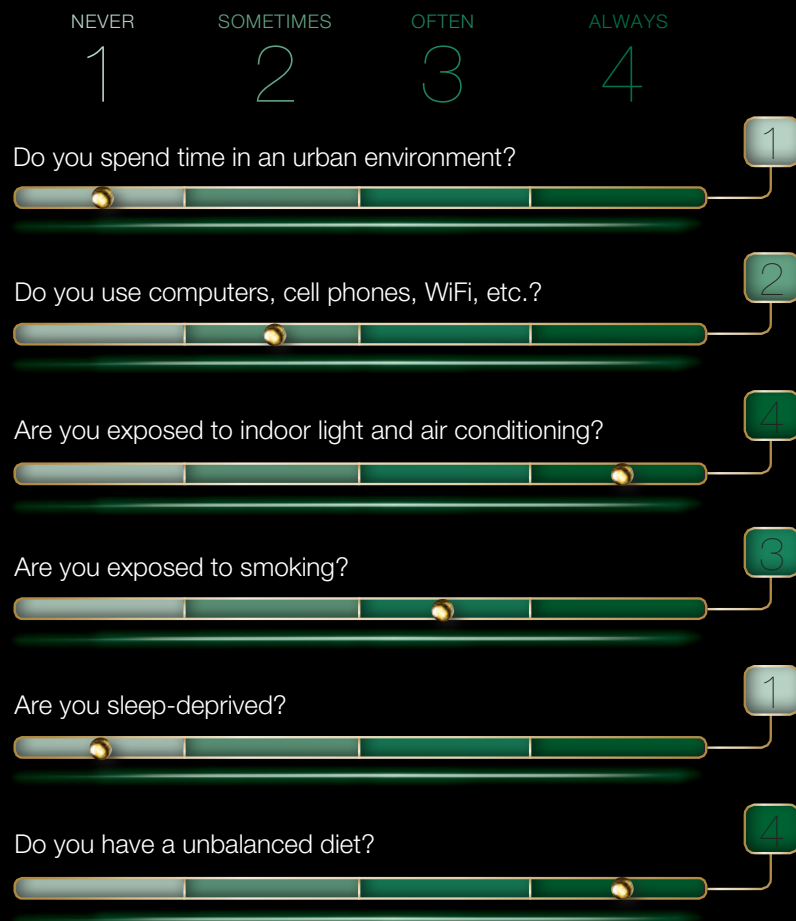 NEVER SOMETIMES OFTEN ALWAYS
1 2 3 4
1
Do you spend time in an urban environment?
2
Do you use computers, cell phones, WiFi, etc.?
4
Are you exposed to indoor light and air conditioning?
3
Are you exposed to smoking?
1
Are you sleep-deprived?
4
Do you have a unbalanced diet?